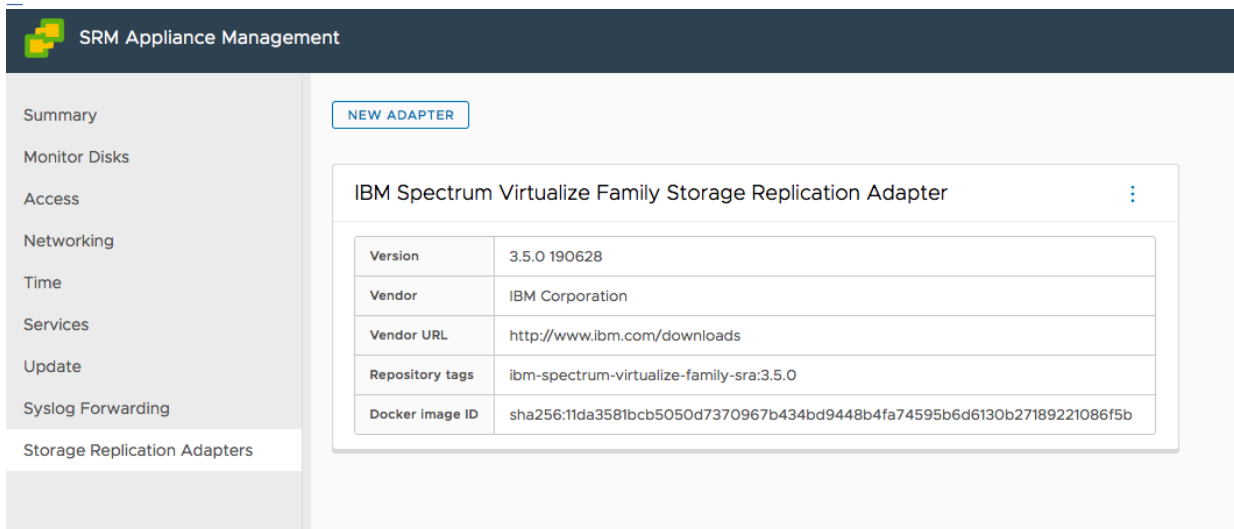 SRM Appliance Management
Summary
Monitor Disks
Access
Networking
Time
Services
Update
Syslog Forwarding
Storage Replication Adapters
NEW ADAPTER
IBM Spectrum Virtualize Family Storage Replication Adapter
Version 3.5.0 190628
Vendor IBM Corporation
Vendor URL http://www.ibm.com/downloads
Repository tags ibm-spectrum-virtualize-family-sra:3.5.0
Docker image ID sha256:11da3581bcb5050d7370967b434bd9448b4fa74595b6d6130b27189221086f5b